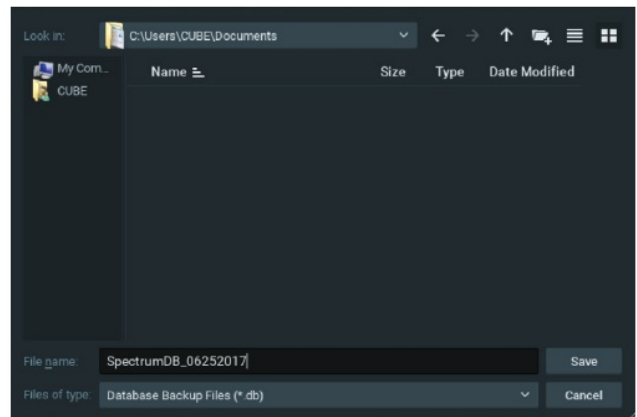 Look in: C:\Users\CUBE\Documents
My Com...
CUBE
Name Size Type Date Modified
File name: SpectrumDB_06252017
Save
Files of type: Database Backup Files (*.db)
Cancel